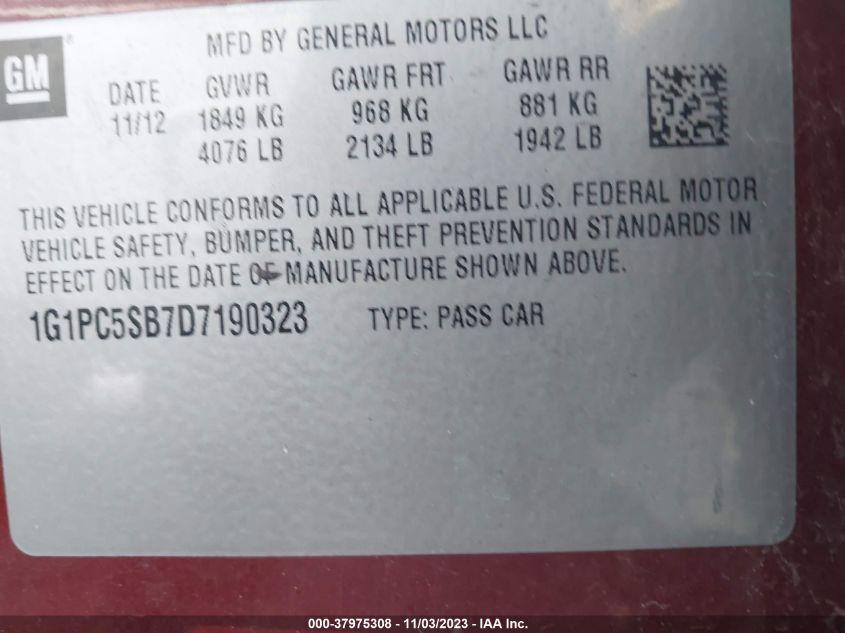 GM
MFD BY GENERAL MOTORS LLC
DATE GVWR GAWR FRT GAWR RR
11/12 1849 KG 968 KG 881 KG
4076 LB 2134 LB 1942 LB
THIS VEHICLE CONFORMS TO ALL APPLICABLE U.S. FEDERAL MOTOR
VEHICLE SAFETY, BUMPER, AND THEFT PREVENTION STANDARDS IN
EFFECT ON THE DATE OF MANUFACTURE SHOWN ABOVE.
1G1PC5SB7D7190323 TYPE: PASS CAR
000-37975308 - 11/03/2023 - IAA Inc.